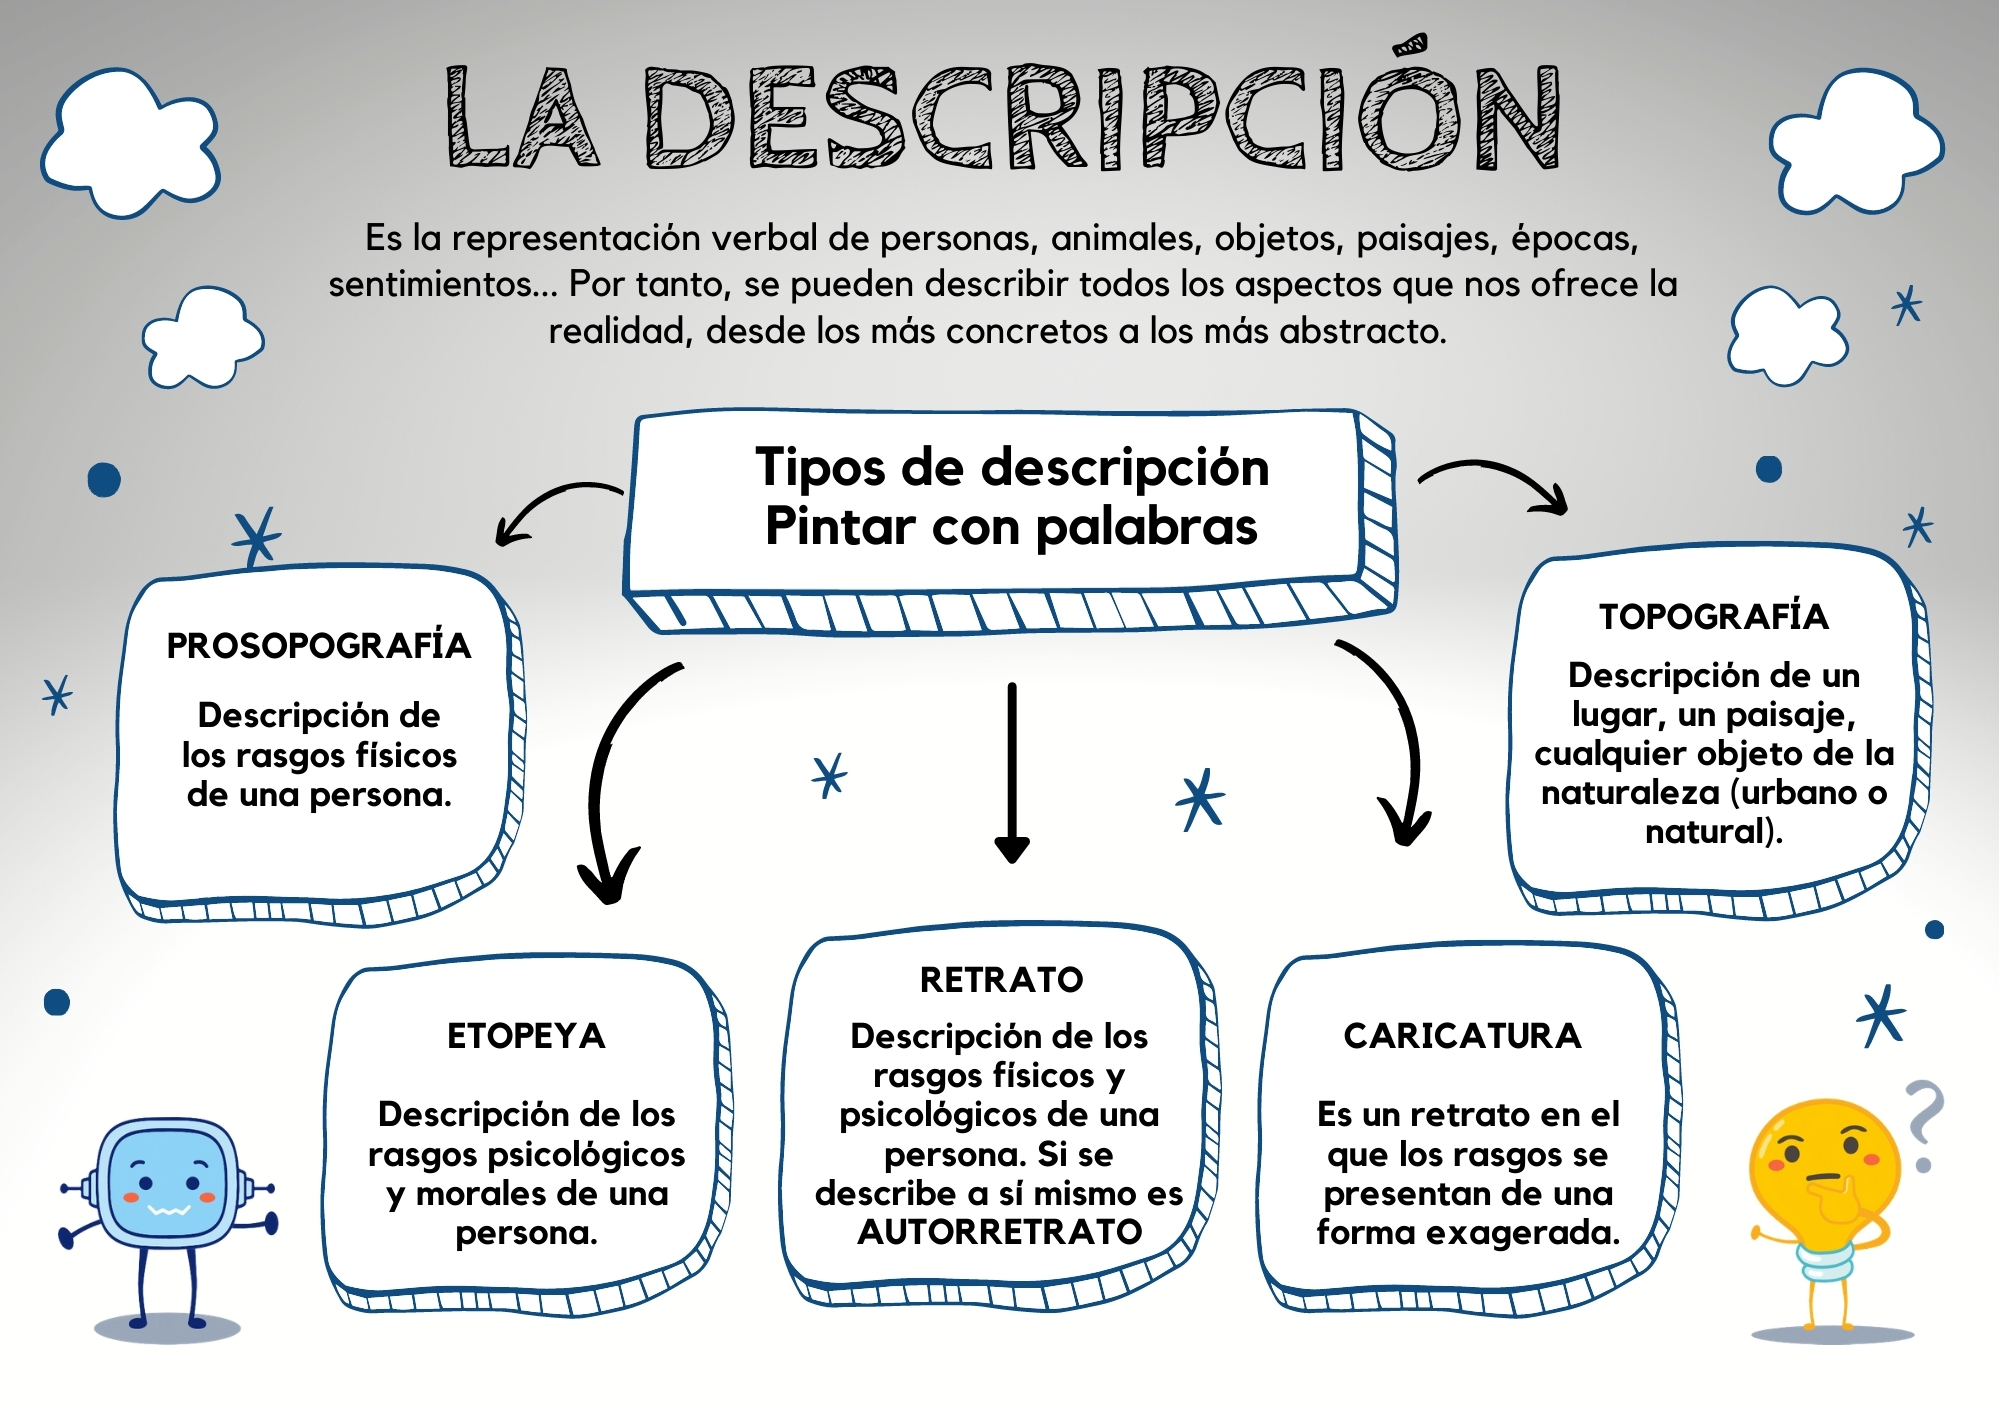 LA DESCRIPCIÓN
Es la representación verbal de personas, animales, objetos, paisajes, épocas,
sentimientos... Por tanto, se pueden describir todos los aspectos que nos ofrece la
realidad, desde los más concretos a los más abstracto.
Tipos de descripción
Pintar con palabras
PROSOPOGRAFÍA
Descripción de
los rasgos físicos
de una persona.
TOPOGRAFÍA
Descripción de un
lugar, un paisaje,
cualquier objeto de la
naturaleza (urbano o
natural).
ETOPEYA
Descripción de los
rasgos psicológicos
y morales de una
persona.
RETRATO
Descripción de los
rasgos físicos y
psicológicos de una
persona. Si se
describe a sí mismo es
AUTORRETRATO
CARICATURA
Es un retrato en el
que los rasgos se
presentan de una
forma exagerada.
?